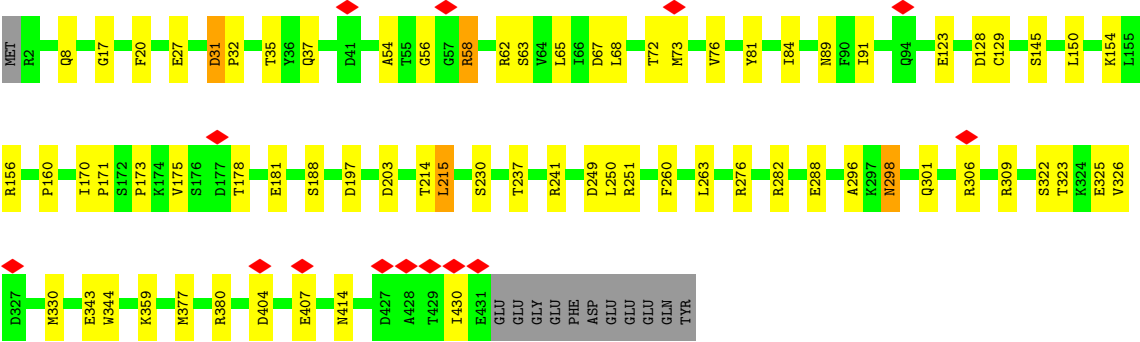 MET R2 Q8 G17 F20 E27 D31 P32 T35 Y36 Q37 D41 A54 T55 G56 G57 R58 R62 S63 V64 L65 I66 D67 L68 T72 M73 V76 Y81 I84 N89 F90 I91 Q94 E123 D128 C129 S145 L150 K154 L155
R156 P160 I170 P171 S172 P173 K174 V175 S176 D177 T178 E181 S188 D197 D203 T214 L215 S230 T237 R241 D249 L250 R251 F260 L263 R276 R282 E288 A296 K297 N298 Q301 R306 R309 S322 T323 K324 E325 V326
D327 M330 E343 W344 K359 M377 R380 D404 E407 N414 D427 A428 T429 I430 E431 GLU GLU GLY GLU PHE ASP GLU GLU GLU GLN TYR